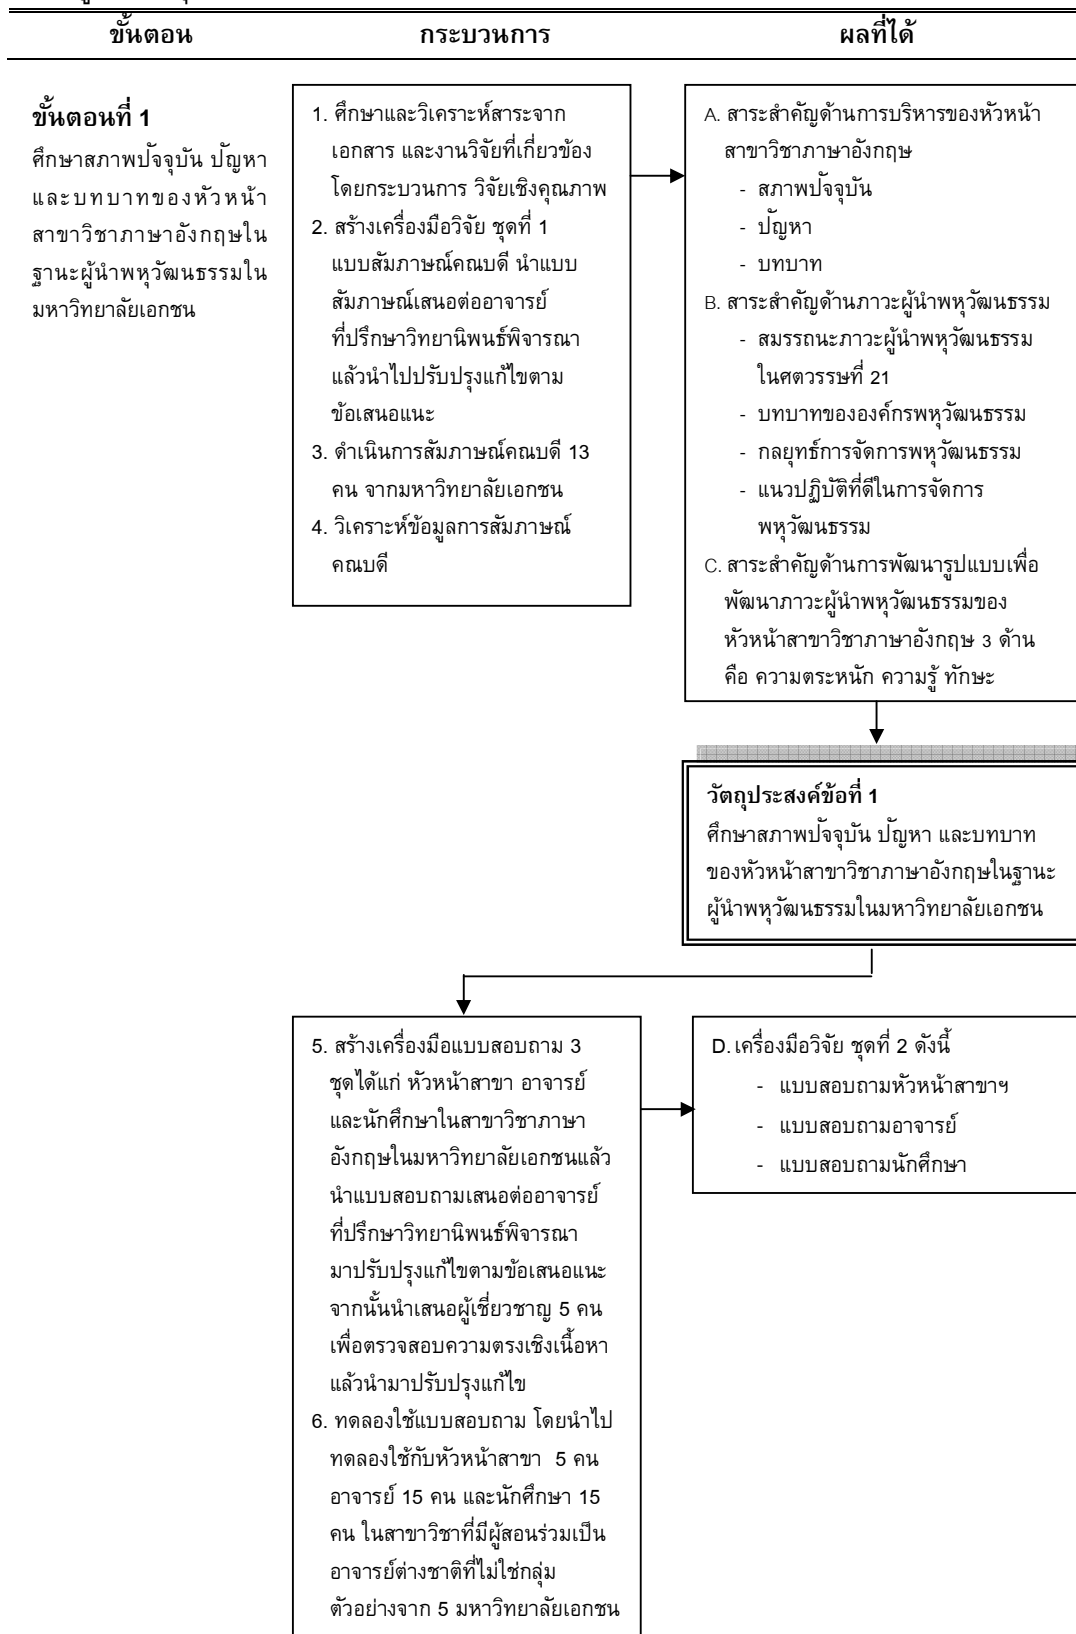 ขั้นตอน
กระบวนการ
ผลที่ได้
ขั้นตอนที่ 1
ศึกษาสภาพปัจจุบัน ปัญหา
และบทบาทของหัวหน้า
สาขาวิชาภาษาอังกฤษใน
ฐานะผู้นำพหุวัฒนธรรมใน
มหาวิทยาลัยเอกชน
1. ศึกษาและวิเคราะห์สาระจาก
เอกสาร และงานวิจัยที่เกี่ยวข้อง
โดยกระบวนการ วิจัยเชิงคุณภาพ
2. สร้างเครื่องมือวิจัย ชุดที่ 1
แบบสัมภาษณ์คณบดี นำแบบ
สัมภาษณ์เสนอต่ออาจารย์
ที่ปรึกษาวิทยานิพนธ์พิจารณา
แล้วนำไปปรับปรุงแก้ไขตาม
ข้อเสนอแนะ
3. ดำเนินการสัมภาษณ์คณบดี 13
คน จากมหาวิทยาลัยเอกชน
4. วิเคราะห์ข้อมูลการสัมภาษณ์
คณบดี
A. สาระสำคัญด้านการบริหารของหัวหน้า
สาขาวิชาภาษาอังกฤษ
- สภาพปัจจุบัน
- ปัญหา
- บทบาท
B. สาระสำคัญด้านภาวะผู้นำพหุวัฒนธรรม
- สมรรถนะภาวะผู้นำพหุวัฒนธรรม
ในศตวรรษที่ 21
- บทบาทขององค์กรพหุวัฒนธรรม
- กลยุทธ์การจัดการพหุวัฒนธรรม
- แนวปฏิบัติที่ดีในการจัดการ
พหุวัฒนธรรม
C. สาระสำคัญด้านการพัฒนารูปแบบเพื่อ
พัฒนาภาวะผู้นำพหุวัฒนธรรมของ
หัวหน้าสาขาวิชาภาษาอังกฤษ 3 ด้าน
คือ ความตระหนัก ความรู้ ทักษะ
วัตถุประสงค์ข้อที่ 1
ศึกษาสภาพปัจจุบัน ปัญหา และบทบาท
ของหัวหน้าสาขาวิชาภาษาอังกฤษในฐานะ
ผู้นำพหุวัฒนธรรมในมหาวิทยาลัยเอกชน
5. สร้างเครื่องมือแบบสอบถาม 3
ชุดได้แก่ หัวหน้าสาขา อาจารย์
และนักศึกษาในสาขาวิชาภาษา
อังกฤษในมหาวิทยาลัยเอกชนแล้ว
นำแบบสอบถามเสนอต่ออาจารย์
ที่ปรึกษาวิทยานิพนธ์พิจารณา
มาปรับปรุงแก้ไขตามข้อเสนอแนะ
จากนั้นนำเสนอผู้เชี่ยวชาญ 5 คน
เพื่อตรวจสอบความตรงเชิงเนื้อหา
แล้วนำมาปรับปรุงแก้ไข
6. ทดลองใช้แบบสอบถาม โดยนำไป
ทดลองใช้กับหัวหน้าสาขา 5 คน
อาจารย์ 15 คน และนักศึกษา 15
คน ในสาขาวิชาที่มีผู้สอนร่วมเป็น
อาจารย์ต่างชาติที่ไม่ใช่กลุ่ม
ตัวอย่างจาก 5 มหาวิทยาลัยเอกชน
D. เครื่องมือวิจัย ชุดที่ 2 ดังนี้
- แบบสอบถามหัวหน้าสาขาฯ
- แบบสอบถามอาจารย์
- แบบสอบถามนักศึกษา